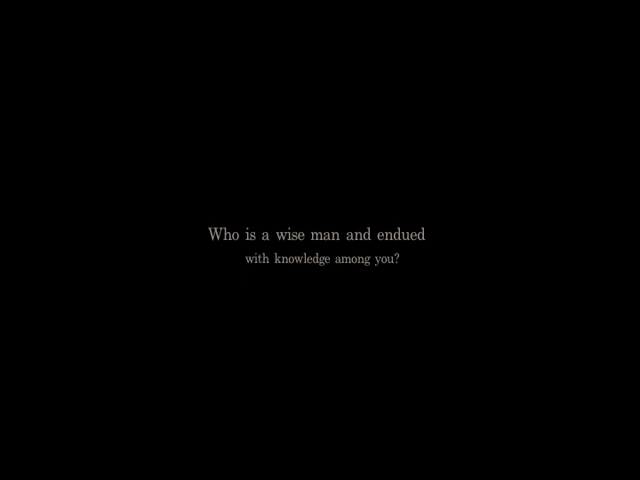 Who is a wise man and endued
with knowledge among you?